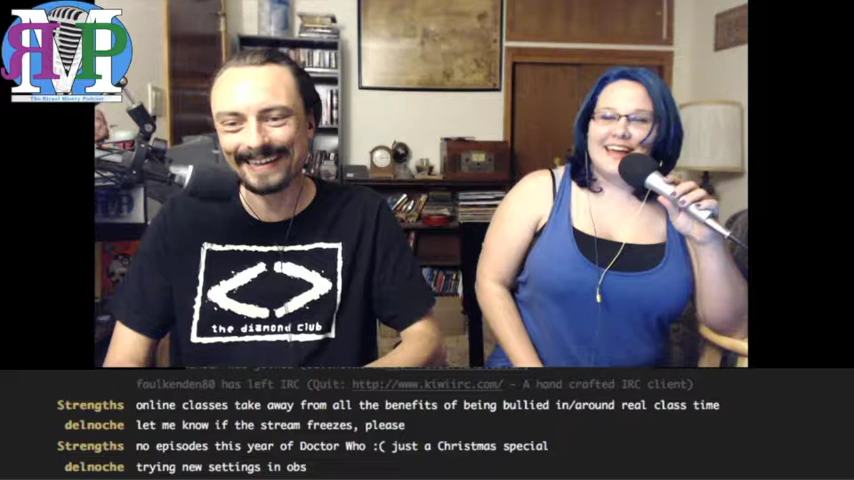 RMP
The Ritual Misery Podcast
the diamond club
faulkenden80 has left IRC (Quit: http://www.kiwiirc.com/ - A hand crafted IRC client)
Strengths online classes take away from all the benefits of being bullied in/around real class time
delnoche let me know if the stream freezes, please
Strengths no episodes this year of Doctor Who :( just a Christmas special
delnoche trying new settings in obs